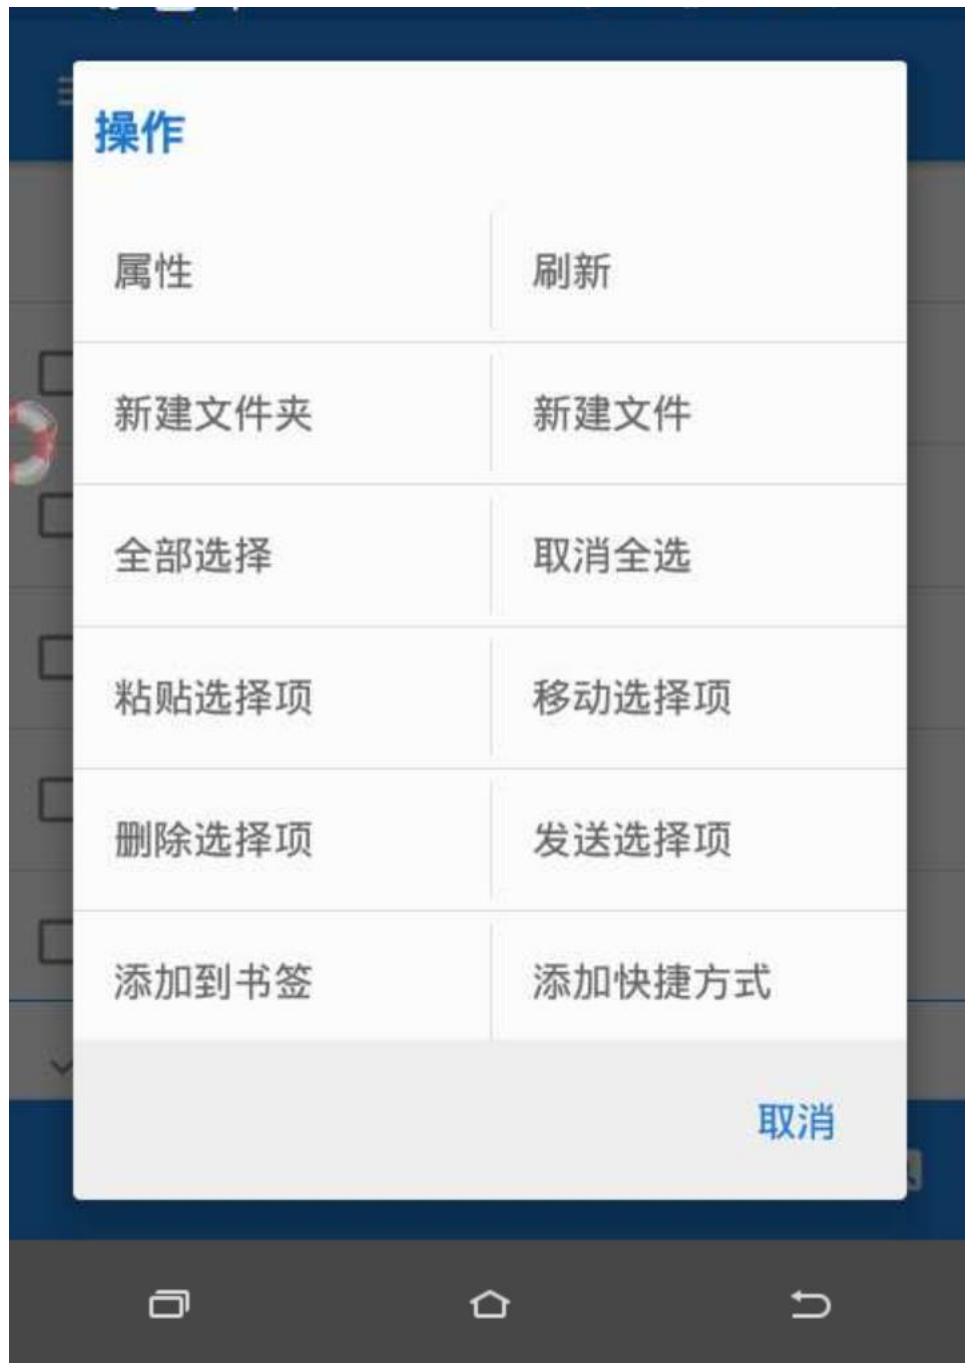 操作
属性
刷新
新建文件夹
新建文件
全部选择
取消全选
粘贴选择项
移动选择项
删除选择项
发送选择项
添加到书签
添加快捷方式
取消